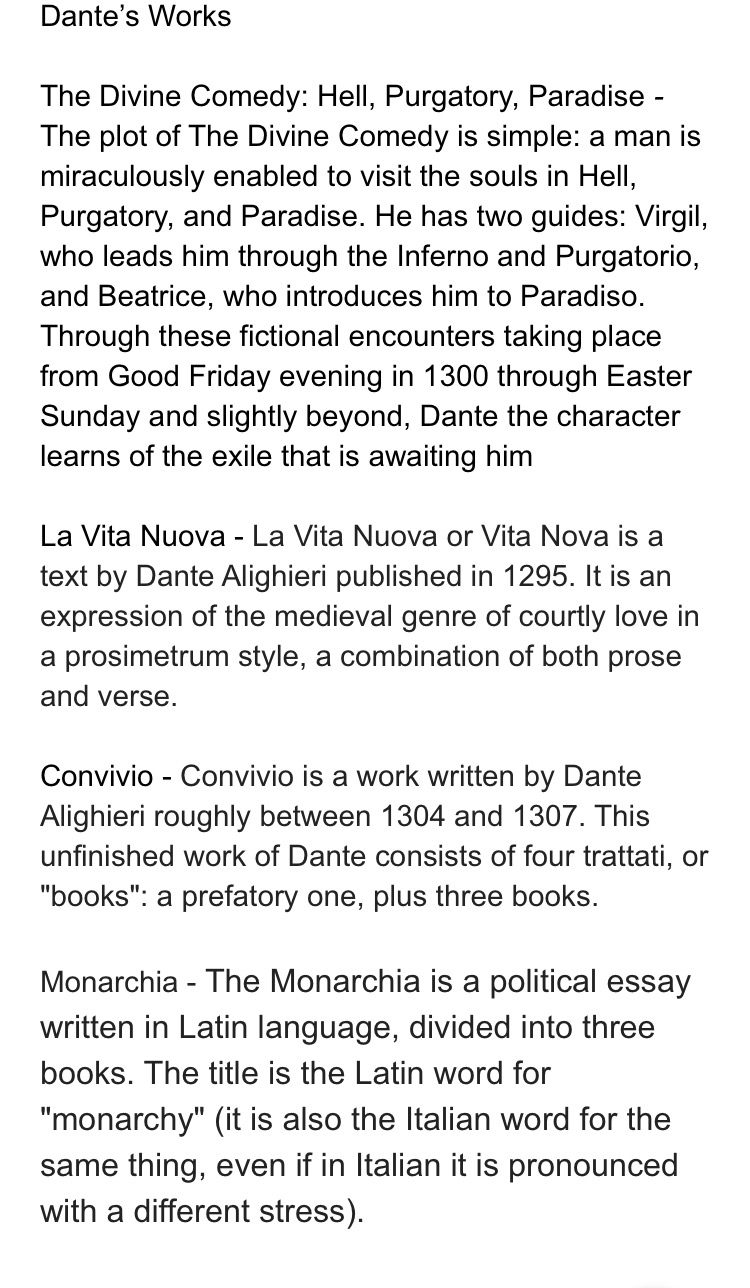 Dante’s Works
The Divine Comedy: Hell, Purgatory, Paradise -
The plot of The Divine Comedy is simple: a man is
miraculously enabled to visit the souls in Hell,
Purgatory, and Paradise. He has two guides: Virgil,
who leads him through the Inferno and Purgatorio,
and Beatrice, who introduces him to Paradiso.
Through these fictional encounters taking place
from Good Friday evening in 1300 through Easter
Sunday and slightly beyond, Dante the character
learns of the exile that is awaiting him
La Vita Nuova - La Vita Nuova or Vita Nova is a
text by Dante Alighieri published in 1295. It is an
expression of the medieval genre of courtly love in
a prosimetrum style, a combination of both prose
and verse.
Convivio - Convivio is a work written by Dante
Alighieri roughly between 1304 and 1307. This
unfinished work of Dante consists of four trattati, or
"books": a prefatory one, plus three books.
Monarchia - The Monarchia is a political essay
written in Latin language, divided into three
books. The title is the Latin word for
"monarchy" (it is also the Italian word for the
same thing, even if in Italian it is pronounced
with a different stress).